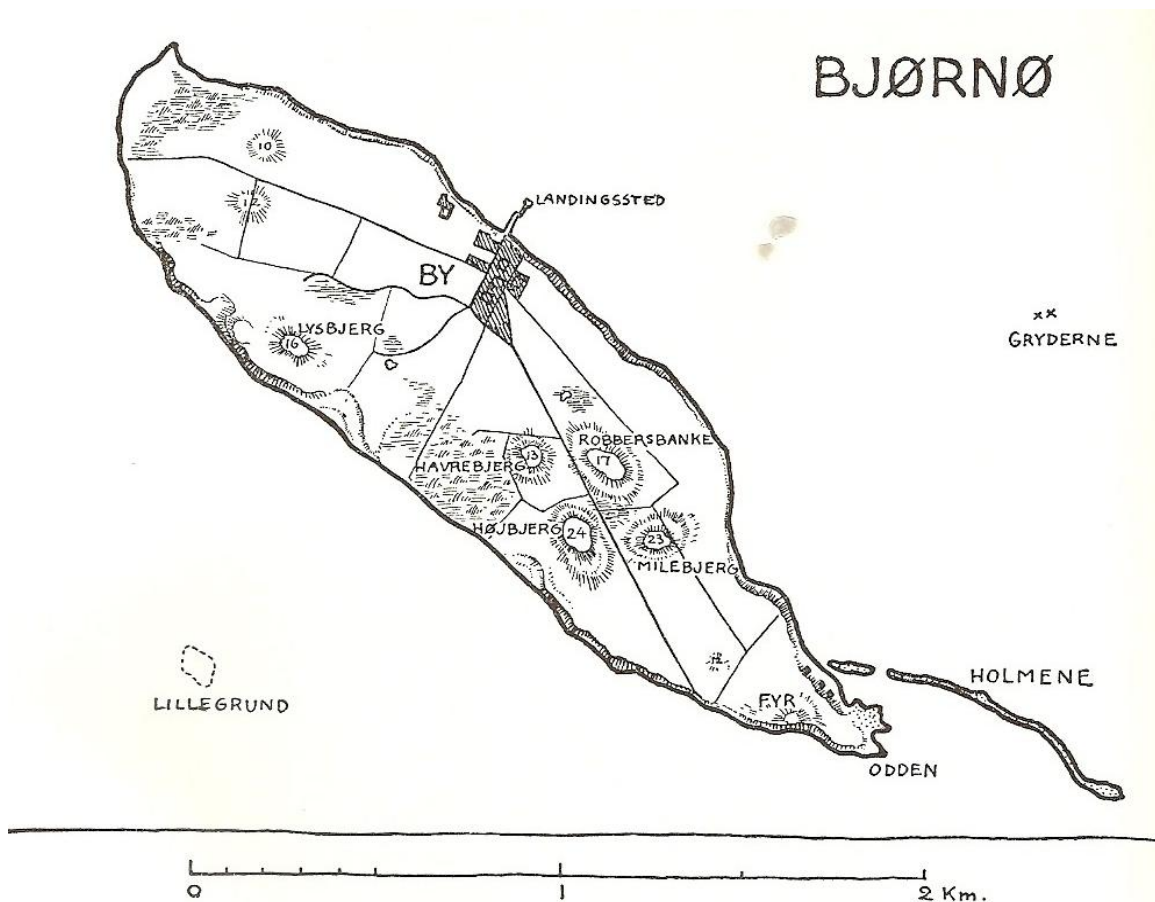 BJØRNØ
10
12
LANDINGSSTED
BY
LYSBJERG
16
GRYDERNE
ROBBERSBANKE
HAVREBJERG
13
17
HØJBJERG
24
23
MILEBJERG
LILLEGRUND
HOLMENE
FYR
ODDEN
0 1 2 Km.